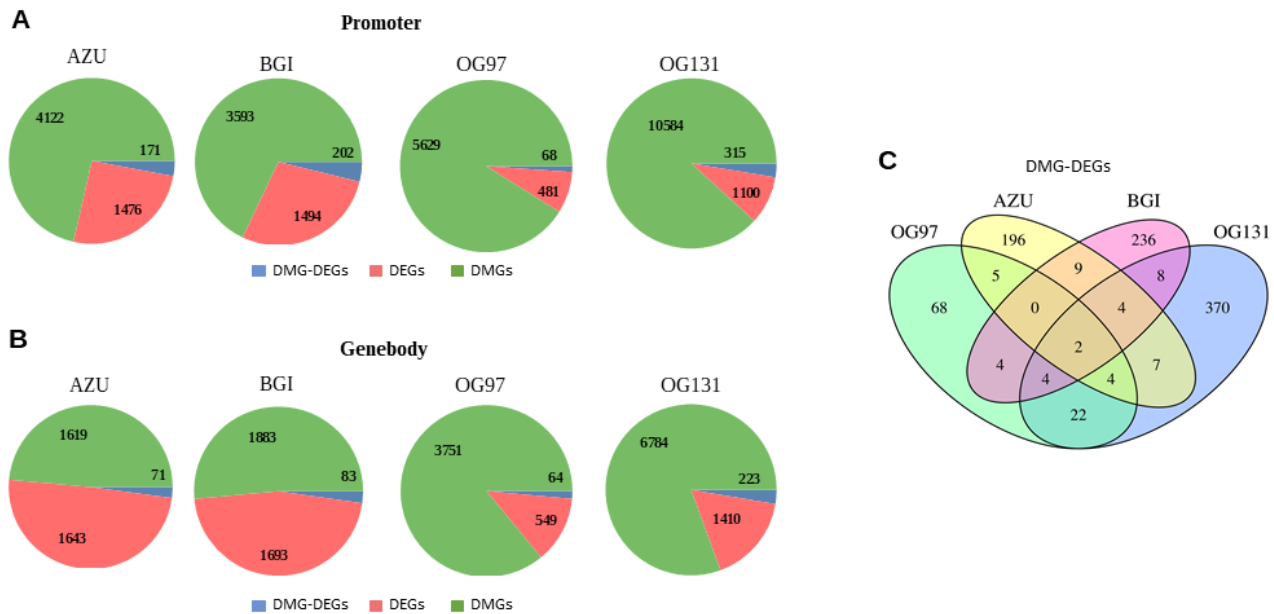 A
Promoter
AZU
BGI
OG97
OG131
4122
171
1476
3593
202
1494
5629
68
481
10584
315
1100
DMG-DEGs DEGs DMGs
B
Genebody
AZU
BGI
OG97
OG131
1619
71
1643
1883
83
1693
3751
64
549
6784
223
1410
DMG-DEGs DEGs DMGs
C
DMG-DEGs
AZU BGI
OG97 OG131
196 236
5 9 8
68 0 4 370
2
4 4 4 7
22